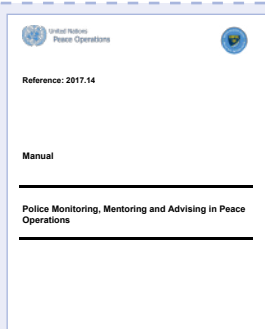 United Nations
Peace Operations
Reference: 2017.14
Manual
Police Monitoring, Mentoring and Advising in Peace
Operations